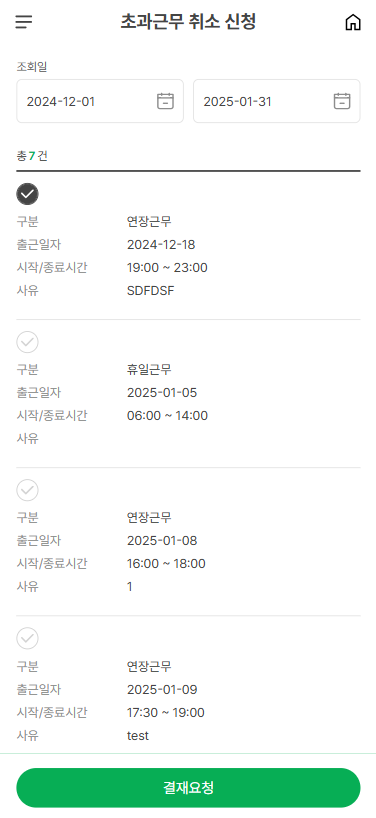 초과근무 취소 신청
조회일
2024-12-01 2025-01-31
총 7 건
구분 연장근무
출근일자 2024-12-18
시작/종료시간 19:00 ~ 23:00
사유 SDFDSF
구분 휴일근무
출근일자 2025-01-05
시작/종료시간 06:00 ~ 14:00
사유
구분 연장근무
출근일자 2025-01-08
시작/종료시간 16:00 ~ 18:00
사유 1
구분 연장근무
출근일자 2025-01-09
시작/종료시간 17:30 ~ 19:00
사유 test
결재요청